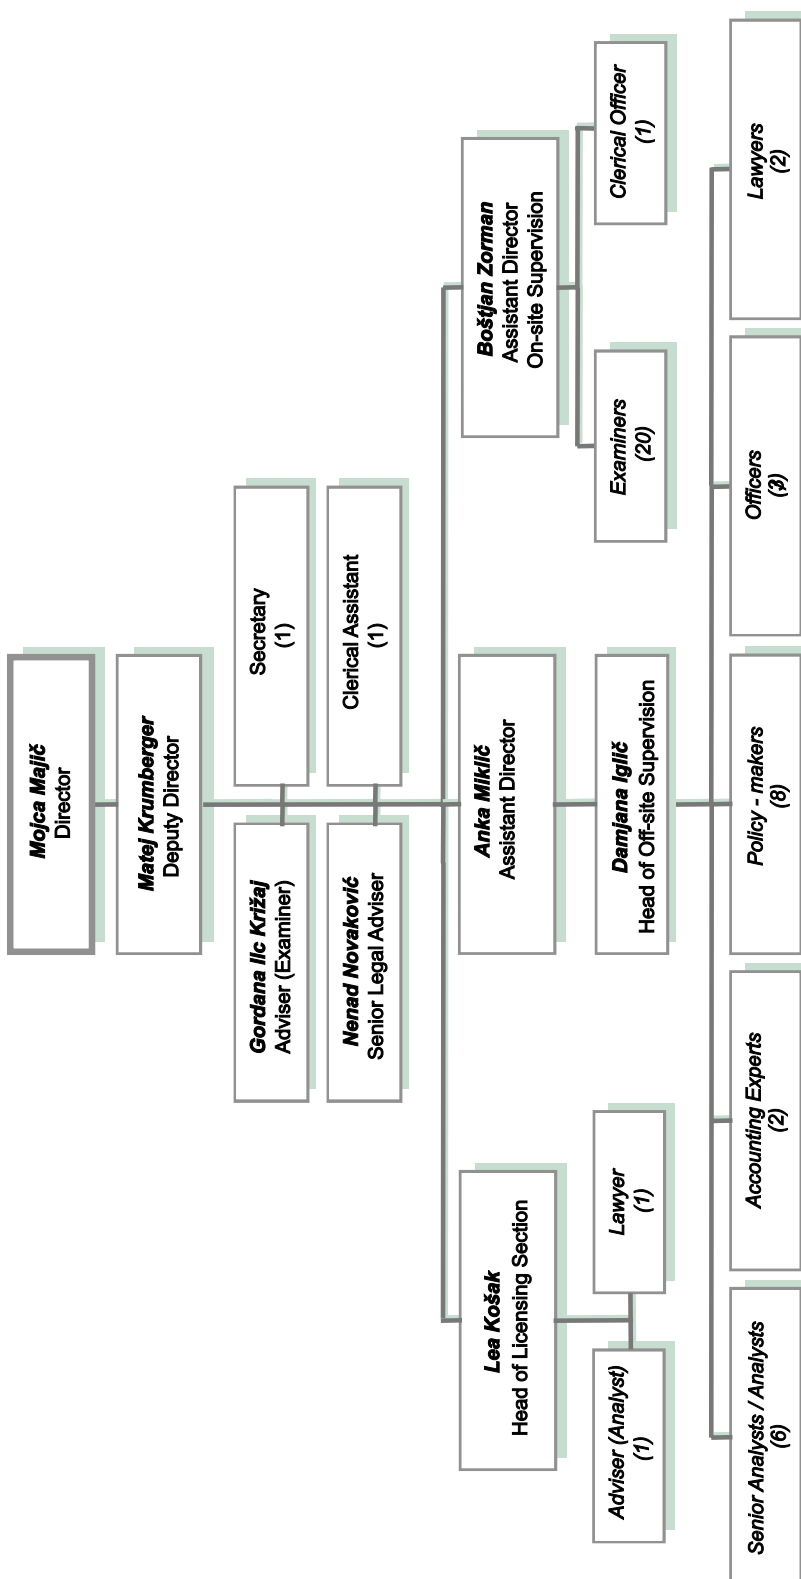 Mojca Majič
Director
Matej Krumberger
Deputy Director
Gordana Ilc Križaj
Adviser (Examiner)
Secretary
(1)
Nenad Novaković
Senior Legal Adviser
Clerical Assistant
(1)
Lea Košak
Head of Licensing Section
Anka Miklič
Assistant Director
Boštjan Zorman
Assistant Director
On-site Supervision
Adviser (Analyst)
(1)
Lawyer
(1)
Damjana Iglič
Head of Off-site Supervision
Examiners
(20)
Clerical Officer
(1)
Senior Analysts / Analysts
(6)
Accounting Experts
(2)
Policy - makers
(8)
Officers
Lawyers
(2)